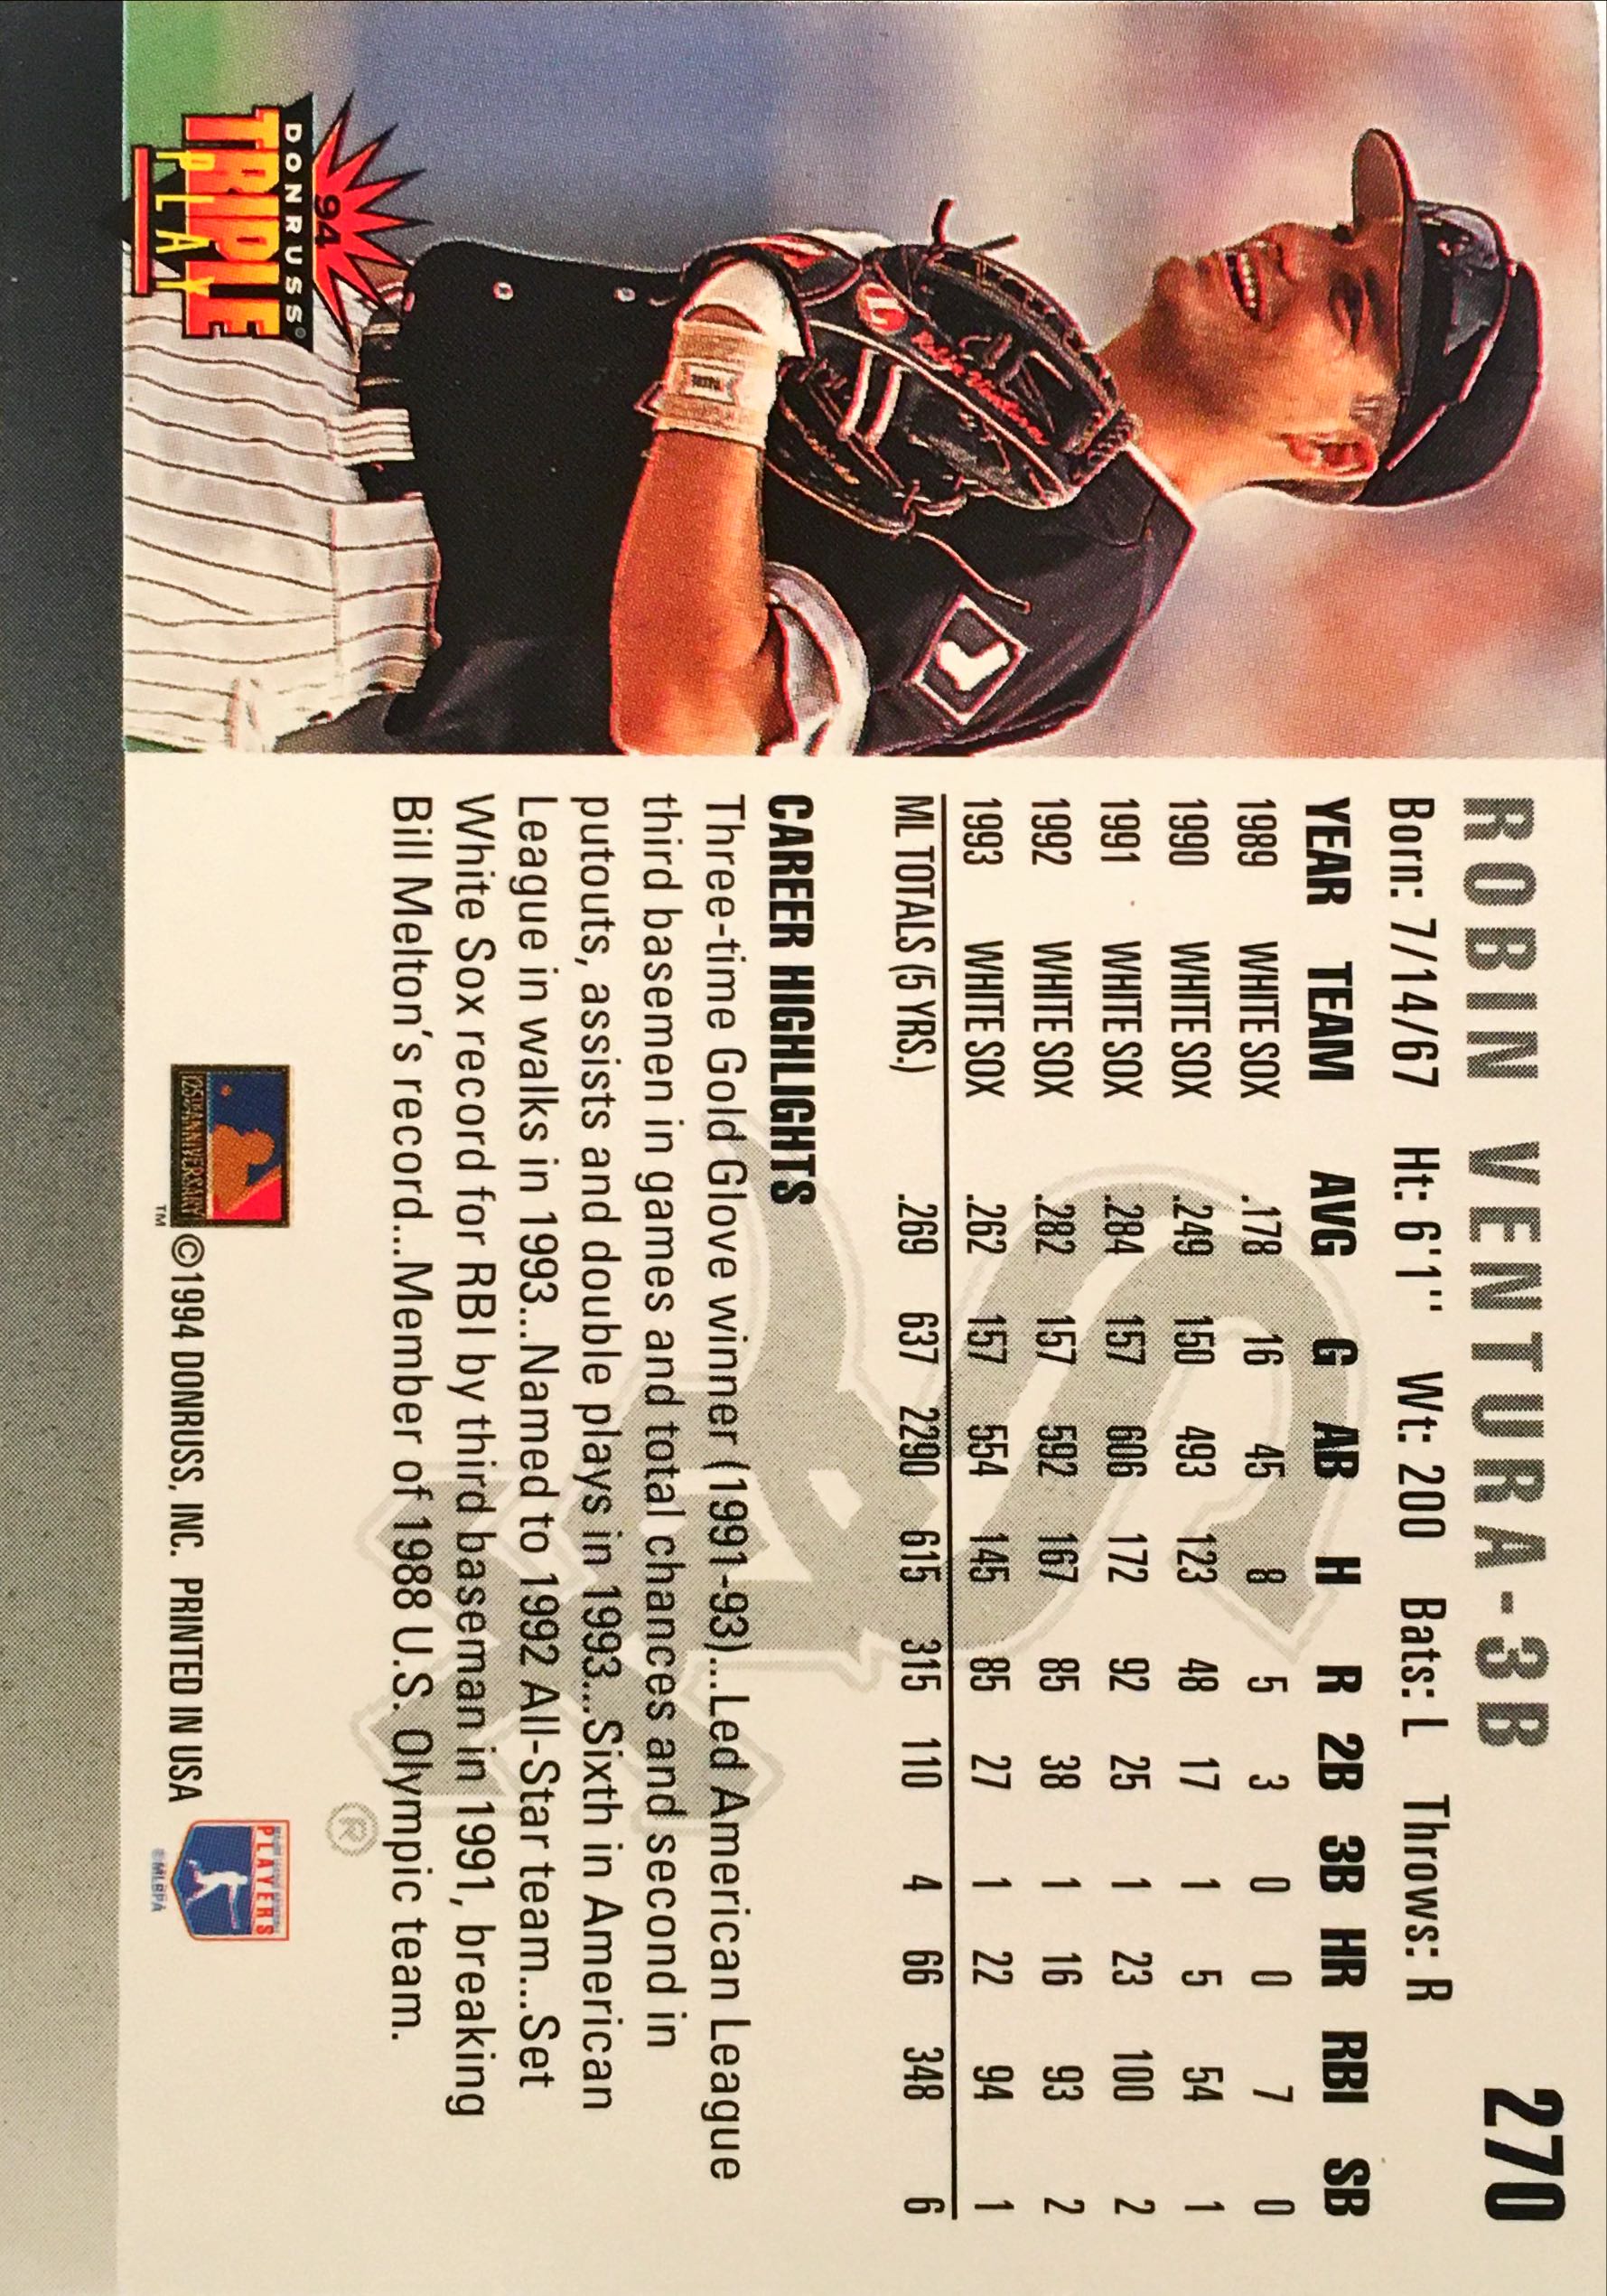 ROBIN VENTURA - 3B 270
Born: 7/14/67 Ht: 6'1'' Wt: 200 Bats: L Throws: R
YEAR TEAM AVG G AB H R 2B 3B HR RBI SB
1989 WHITE SOX .178 16 45 8 5 3 0 0 7 0
1990 WHITE SOX .249 150 493 123 48 17 1 5 54 1
1991 WHITE SOX .284 157 606 172 92 25 1 23 100 2
1992 WHITE SOX .282 157 592 167 85 38 1 16 93 2
1993 WHITE SOX .262 157 554 145 85 27 1 22 94 1
ML TOTALS (5 YRS.) .269 637 2290 615 315 110 4 66 348 6
CAREER HIGHLIGHTS
Three-time Gold Glove winner (1991-93)...Led American League
third basemen in games and total chances and second in
putouts, assists and double plays in 1993...Sixth in American
League in walks in 1993...Named to 1992 All-Star team...Set
White Sox record for RBI by third baseman in 1991, breaking
Bill Melton's record...Member of 1988 U.S. Olympic team.
SOX
®
94
DONRUSS®
TRIPLE
PLAY
125TH ANNIVERSARY
TM
©1994 DONRUSS, INC. PRINTED IN USA
PLAYERS
©MLBPA